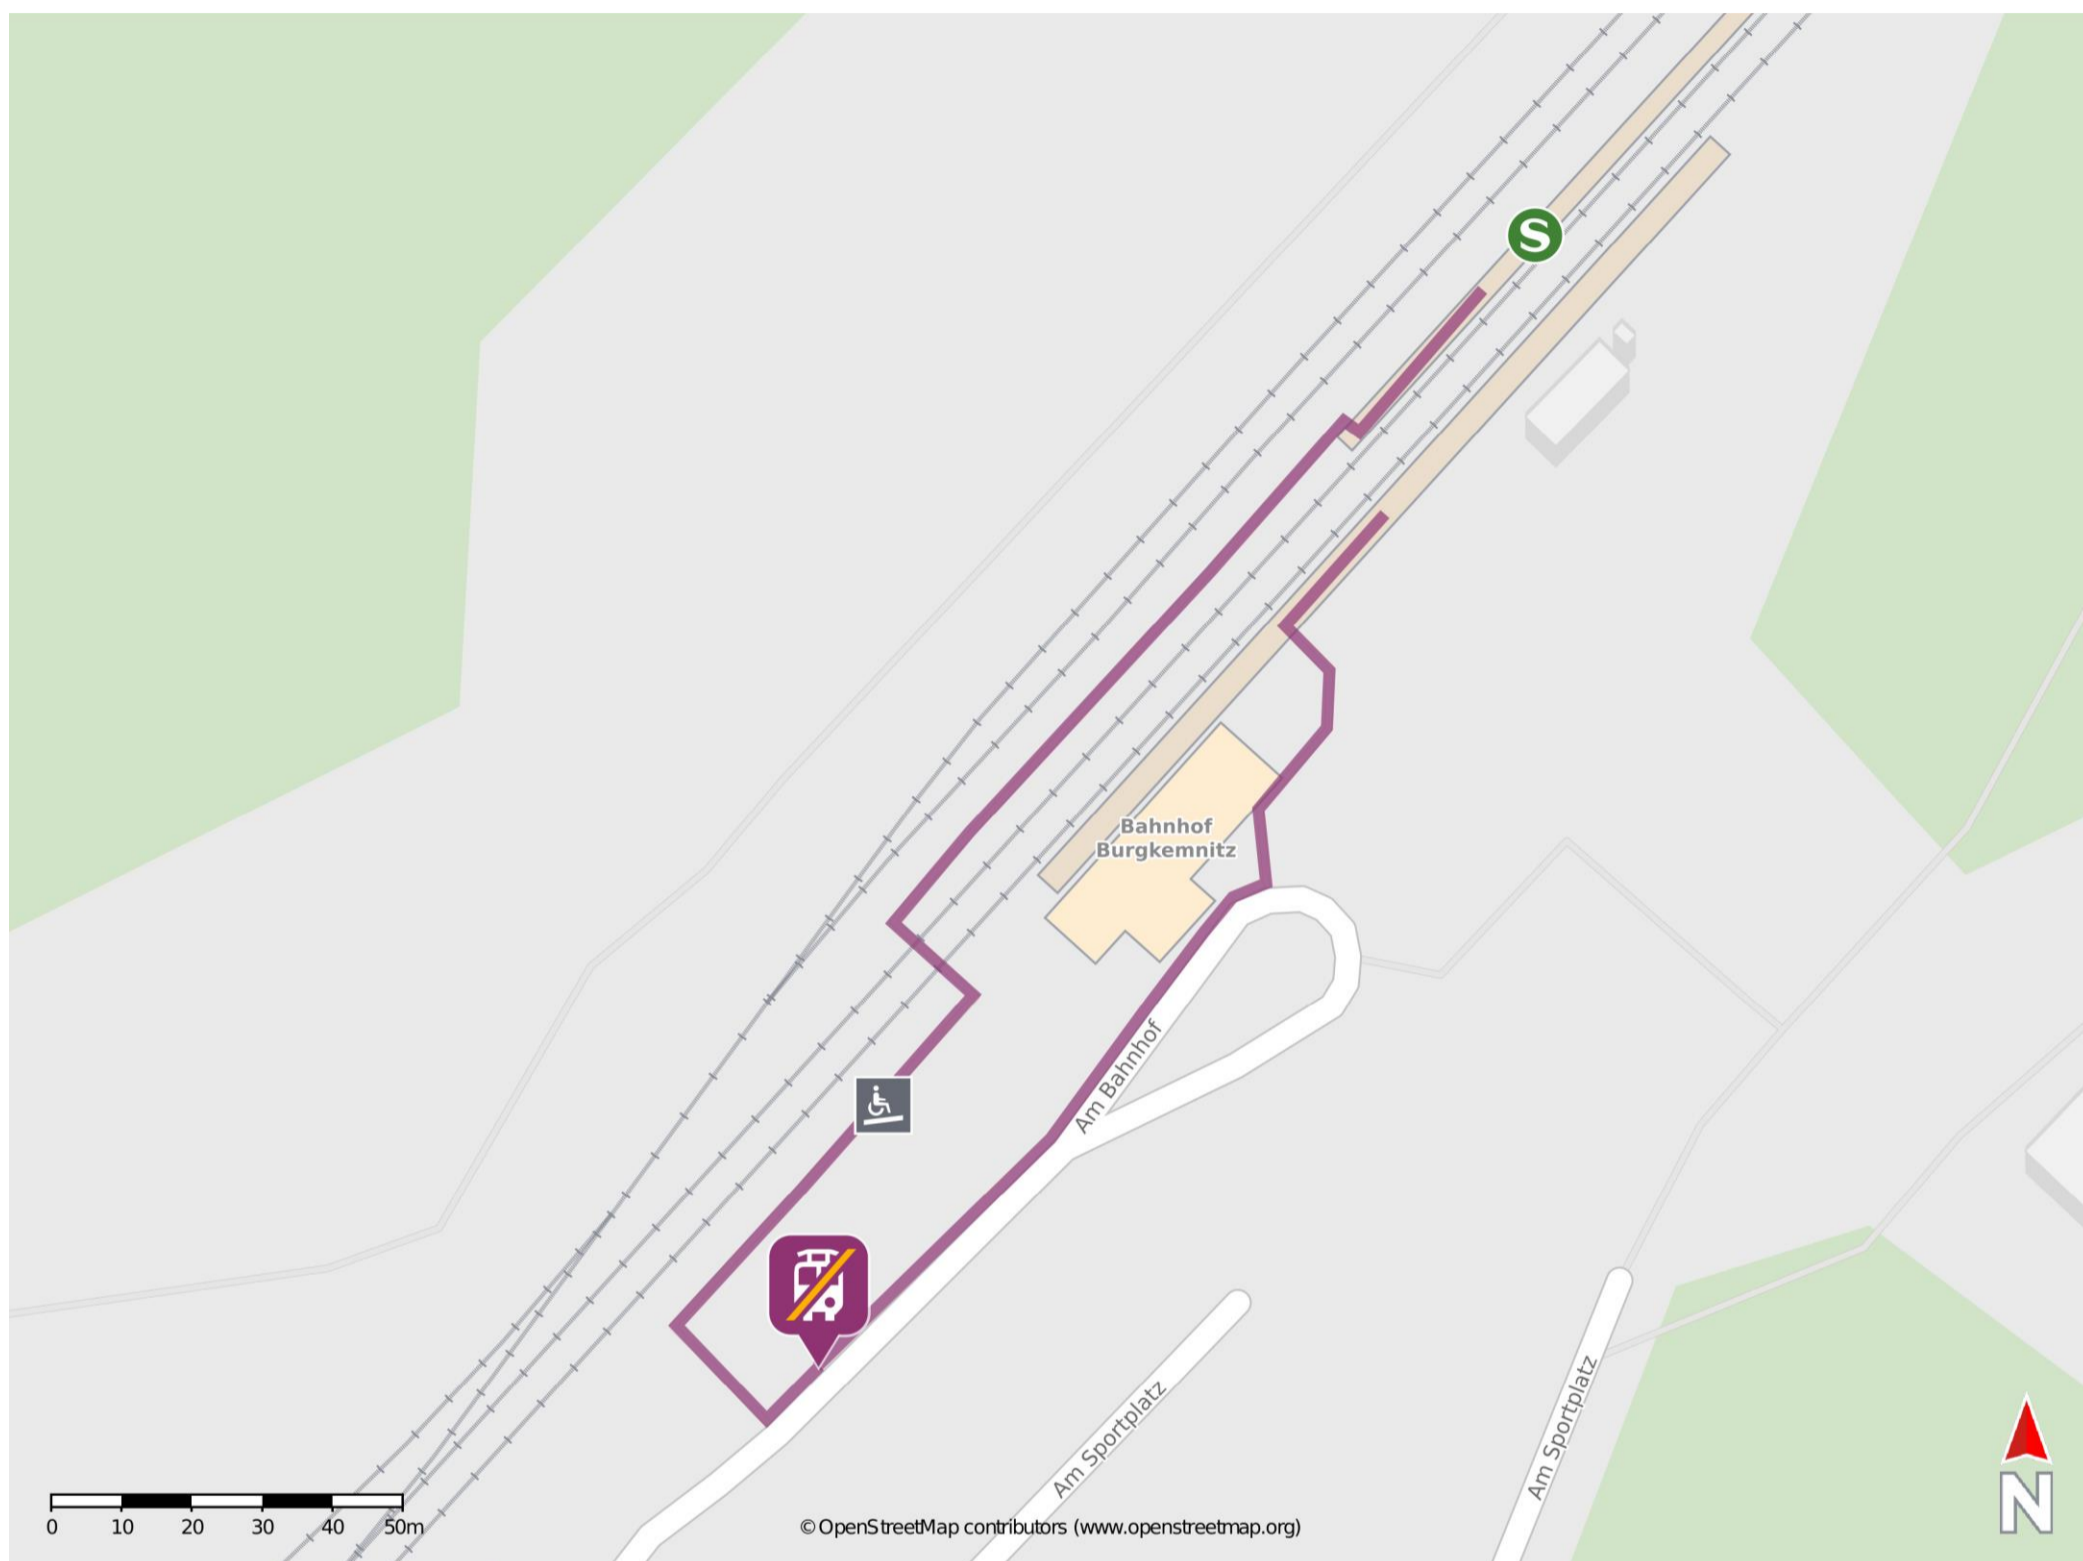 S
Bahnhof
Burgkemnitz
Am Bahnhof
Am Sportplatz
Am Sportplatz
0 10 20 30 40 50m
© OpenStreetMap contributors (www.openstreetmap.org)
N